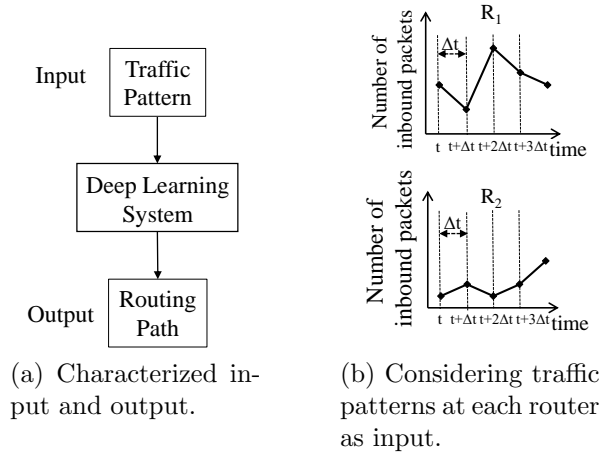 Input
Traffic
Pattern
Deep Learning
System
Output
Routing
Path
(a) Characterized in-
put and output.
R1
Δt
Number of
inbound packets
t t+Δt t+2Δt t+3Δt time
R2
Δt
Number of
inbound packets
t t+Δt t+2Δt t+3Δt time
(b) Considering traffic
patterns at each router
as input.